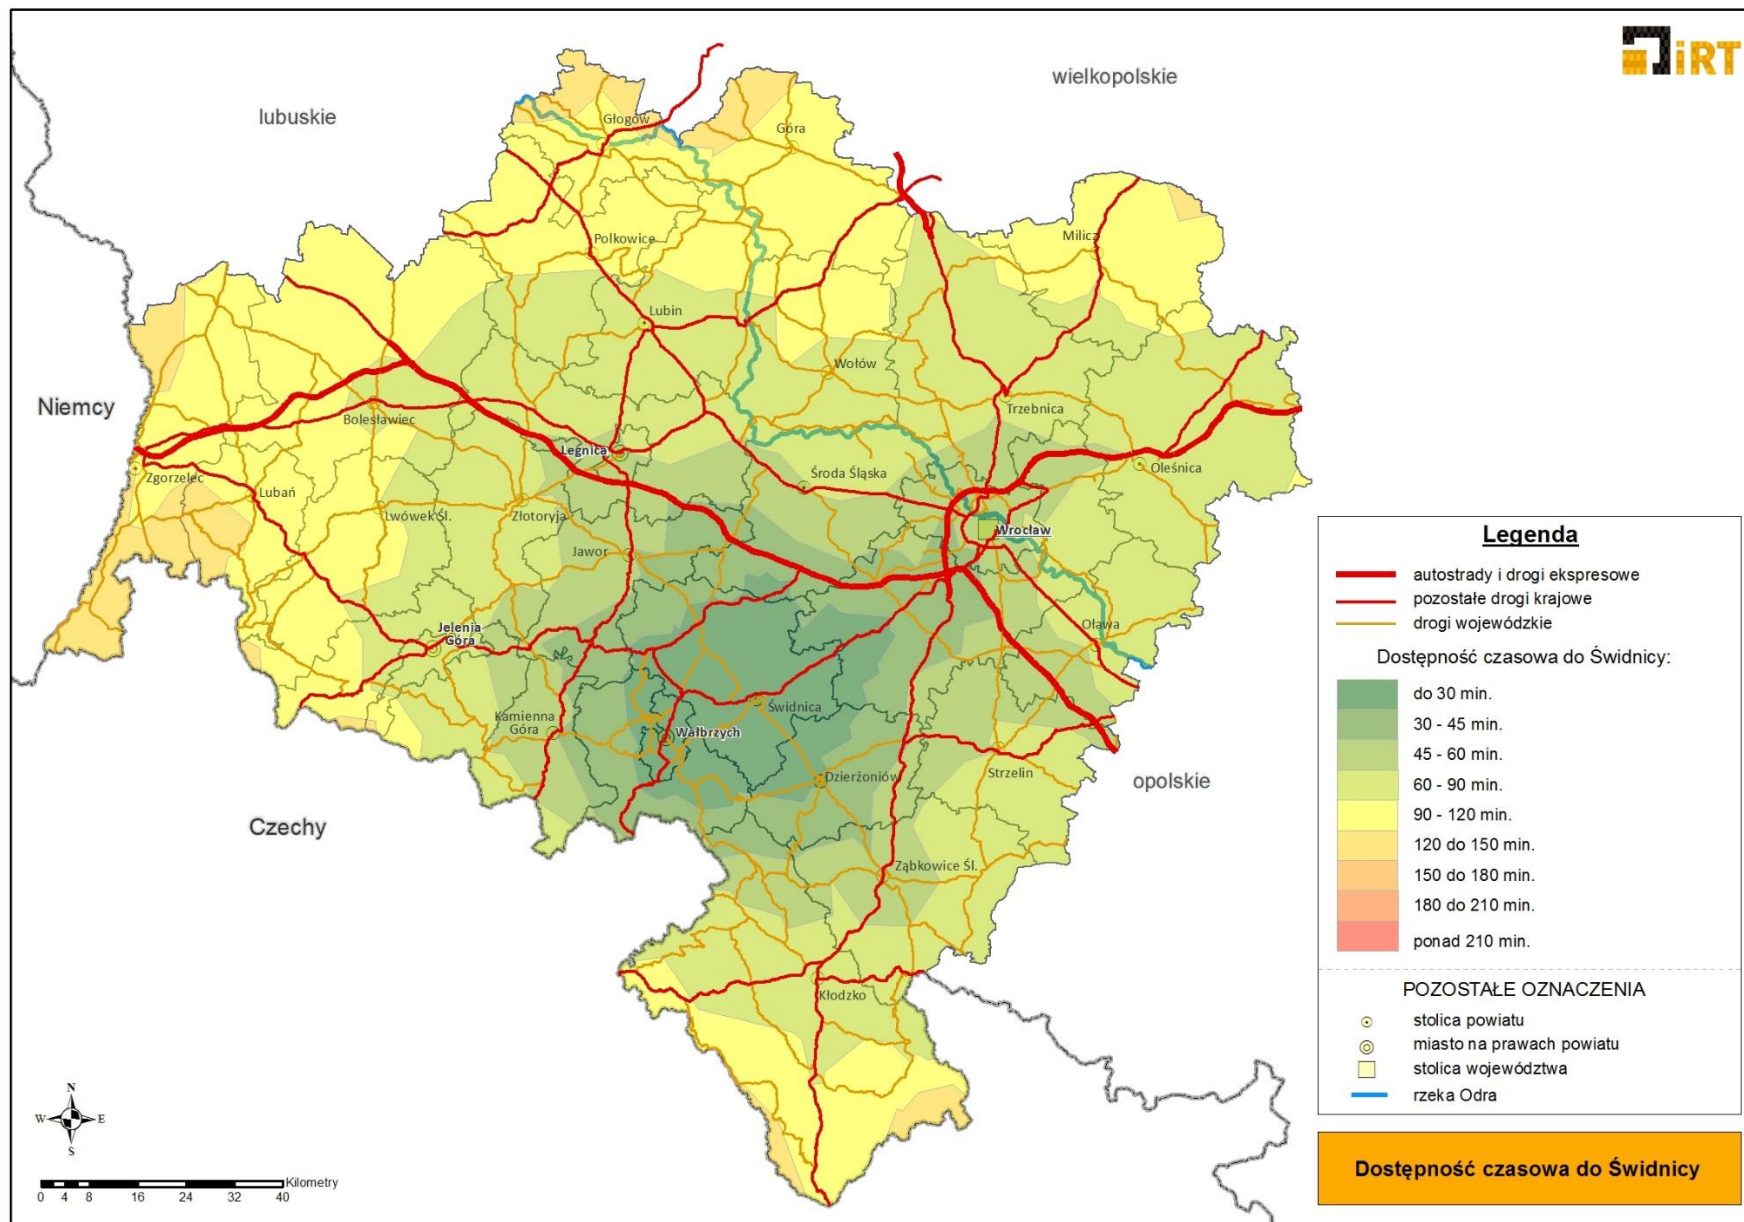 iRT
wielkopolskie
lubuskie
Głogów
Góra
Milicz
Polkowice
Lubin
Wołów
Niemcy
Trzebnica
Bolesławiec
Legnica
Środa Śląska
Oleśnica
Zgorzelec
Lubań
Lwówek Śl.
Złotoryja
Wrocław
Jawor
Jelenia
Góra
Oława
Kamienna
Góra
Świdnica
Wałbrzych
Dzierżoniów
Strzelin
opolskie
Czechy
Ząbkowice Śl.
Kłodzko
Legenda
autostrady i drogi ekspresowe
pozostałe drogi krajowe
drogi wojewódzkie
Dostępność czasowa do Świdnicy:
do 30 min.
30 - 45 min.
45 - 60 min.
60 - 90 min.
90 - 120 min.
120 do 150 min.
150 do 180 min.
180 do 210 min.
ponad 210 min.
POZOSTAŁE OZNACZENIA
stolica powiatu
miasto na prawach powiatu
stolica województwa
rzeka Odra
N
W E
S
Kilometry
0 4 8 16 24 32 40
Dostępność czasowa do Świdnicy